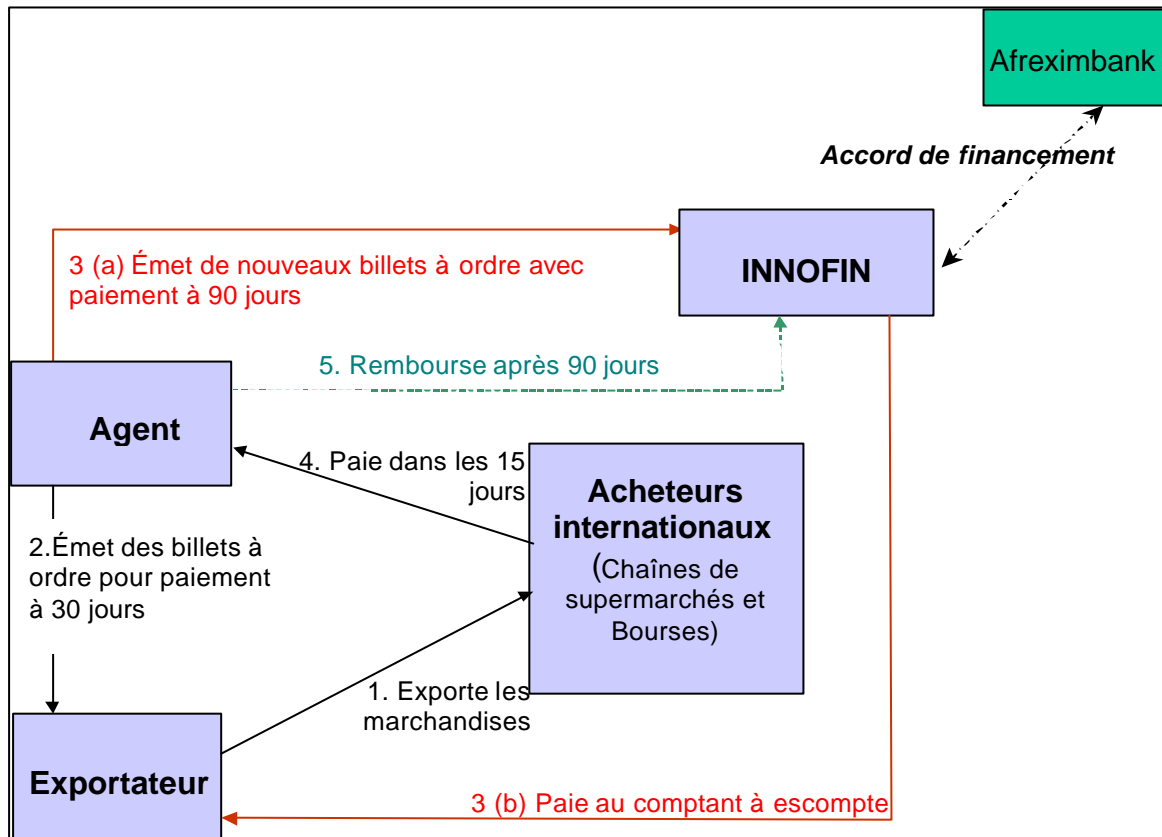 Afreximbank
Accord de financement
INNOFIN
3 (a) Émet de nouveaux billets à ordre avec
paiement à 90 jours
5. Rembourse après 90 jours
Agent
4. Paie dans les 15
jours
Acheteurs
internationaux
(Chaînes de
supermarchés et
Bourses)
2.Émet des billets à
ordre pour paiement
à 30 jours
1. Exporte les
marchandises
Exportateur
3 (b) Paie au comptant à escompte